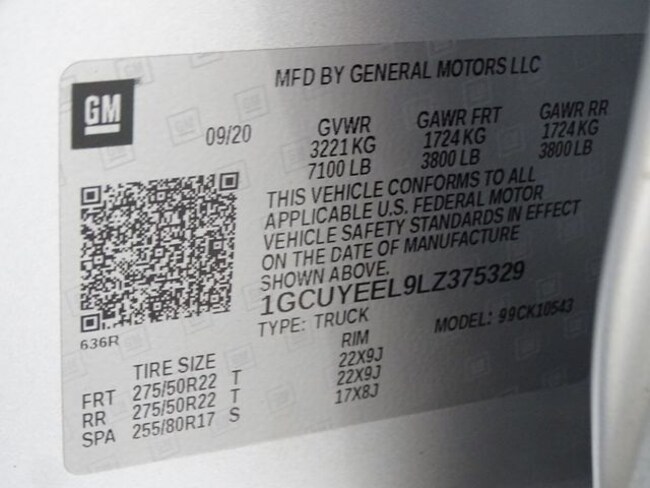 GM
MFD BY GENERAL MOTORS LLC
09/20
GVWR GAWR FRT GAWR RR
3221 KG 1724 KG 1724 KG
7100 LB 3800 LB 3800 LB
THIS VEHICLE CONFORMS TO ALL
APPLICABLE U.S. FEDERAL MOTOR
VEHICLE SAFETY STANDARDS IN EFFECT
ON THE DATE OF MANUFACTURE
SHOWN ABOVE.
1GCUYEEL9LZ375329
TYPE: TRUCK MODEL: 99CK10543
636R
TIRE SIZE RIM
FRT 275/50R22 T 22X9J
RR 275/50R22 T 22X9J
SPA 255/80R17 S 17X8J